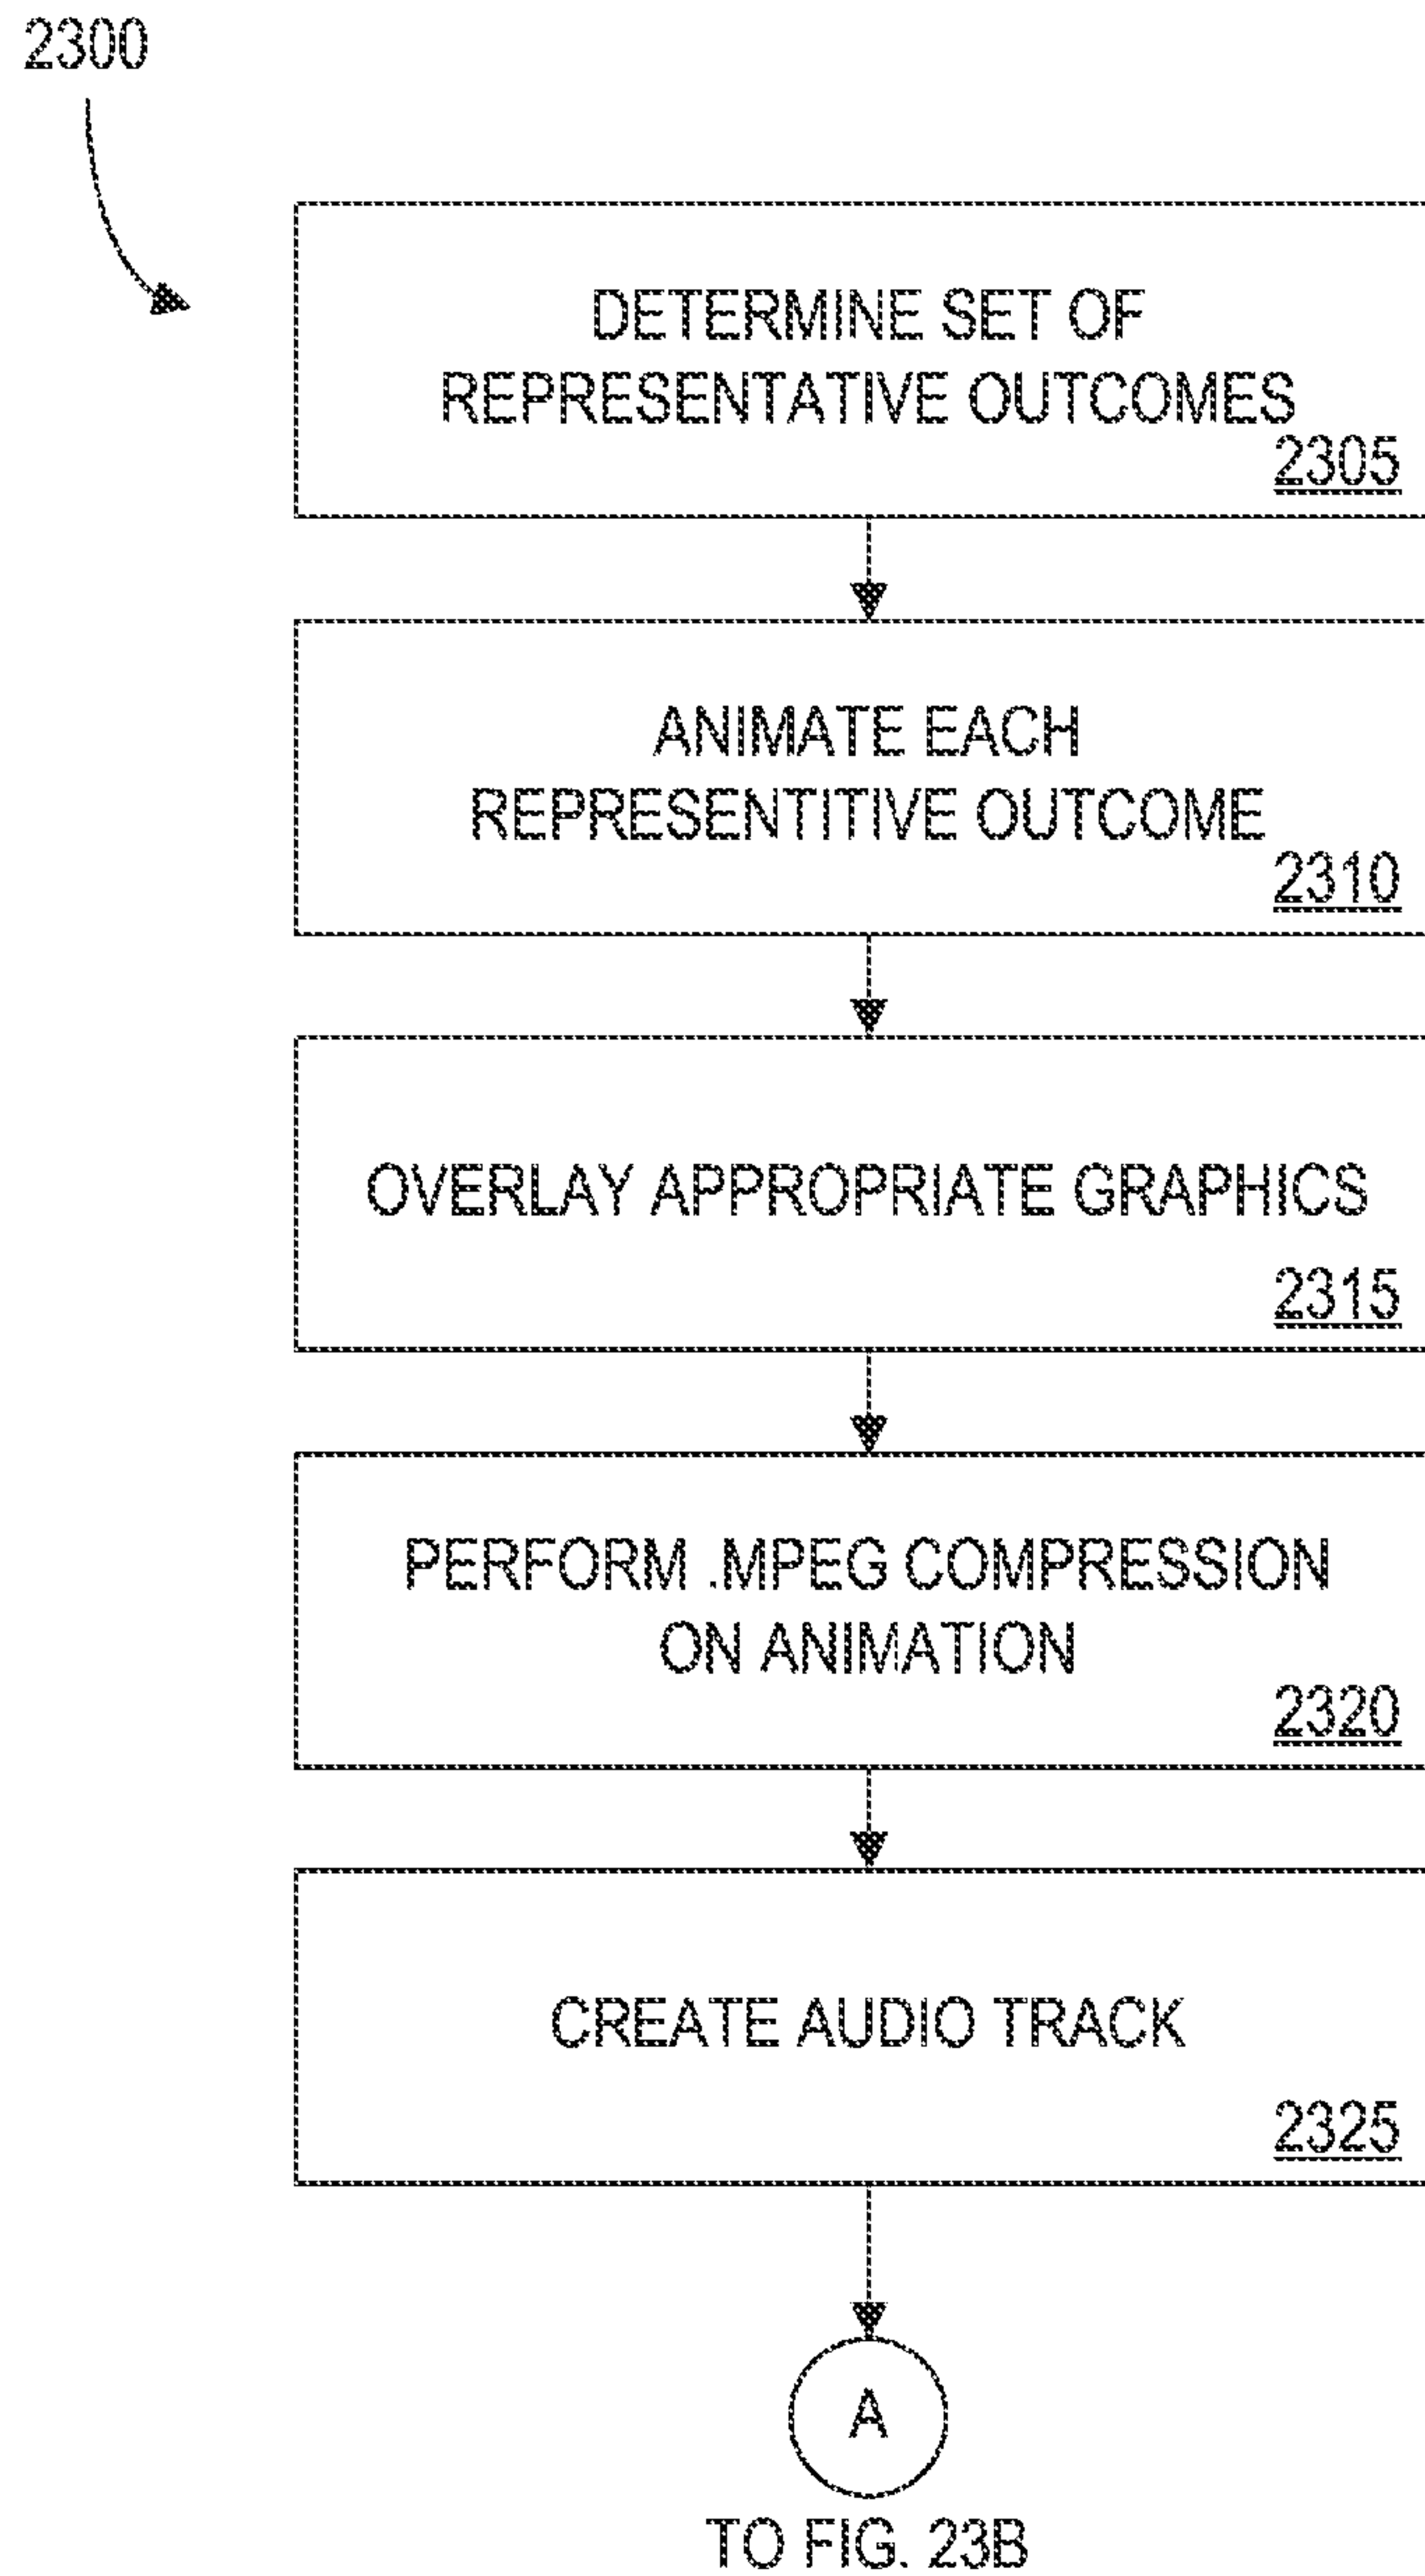 2300
DETERMINE SET OF
REPRESENTATIVE OUTCOMES
2305
ANIMATE EACH
REPRESENTITIVE OUTCOME
2310
OVERLAY APPROPRIATE GRAPHICS
2315
PERFORM .MPEG COMPRESSION
ON ANIMATION
2320
CREATE AUDIO TRACK
2325
A
TO FIG. 23B